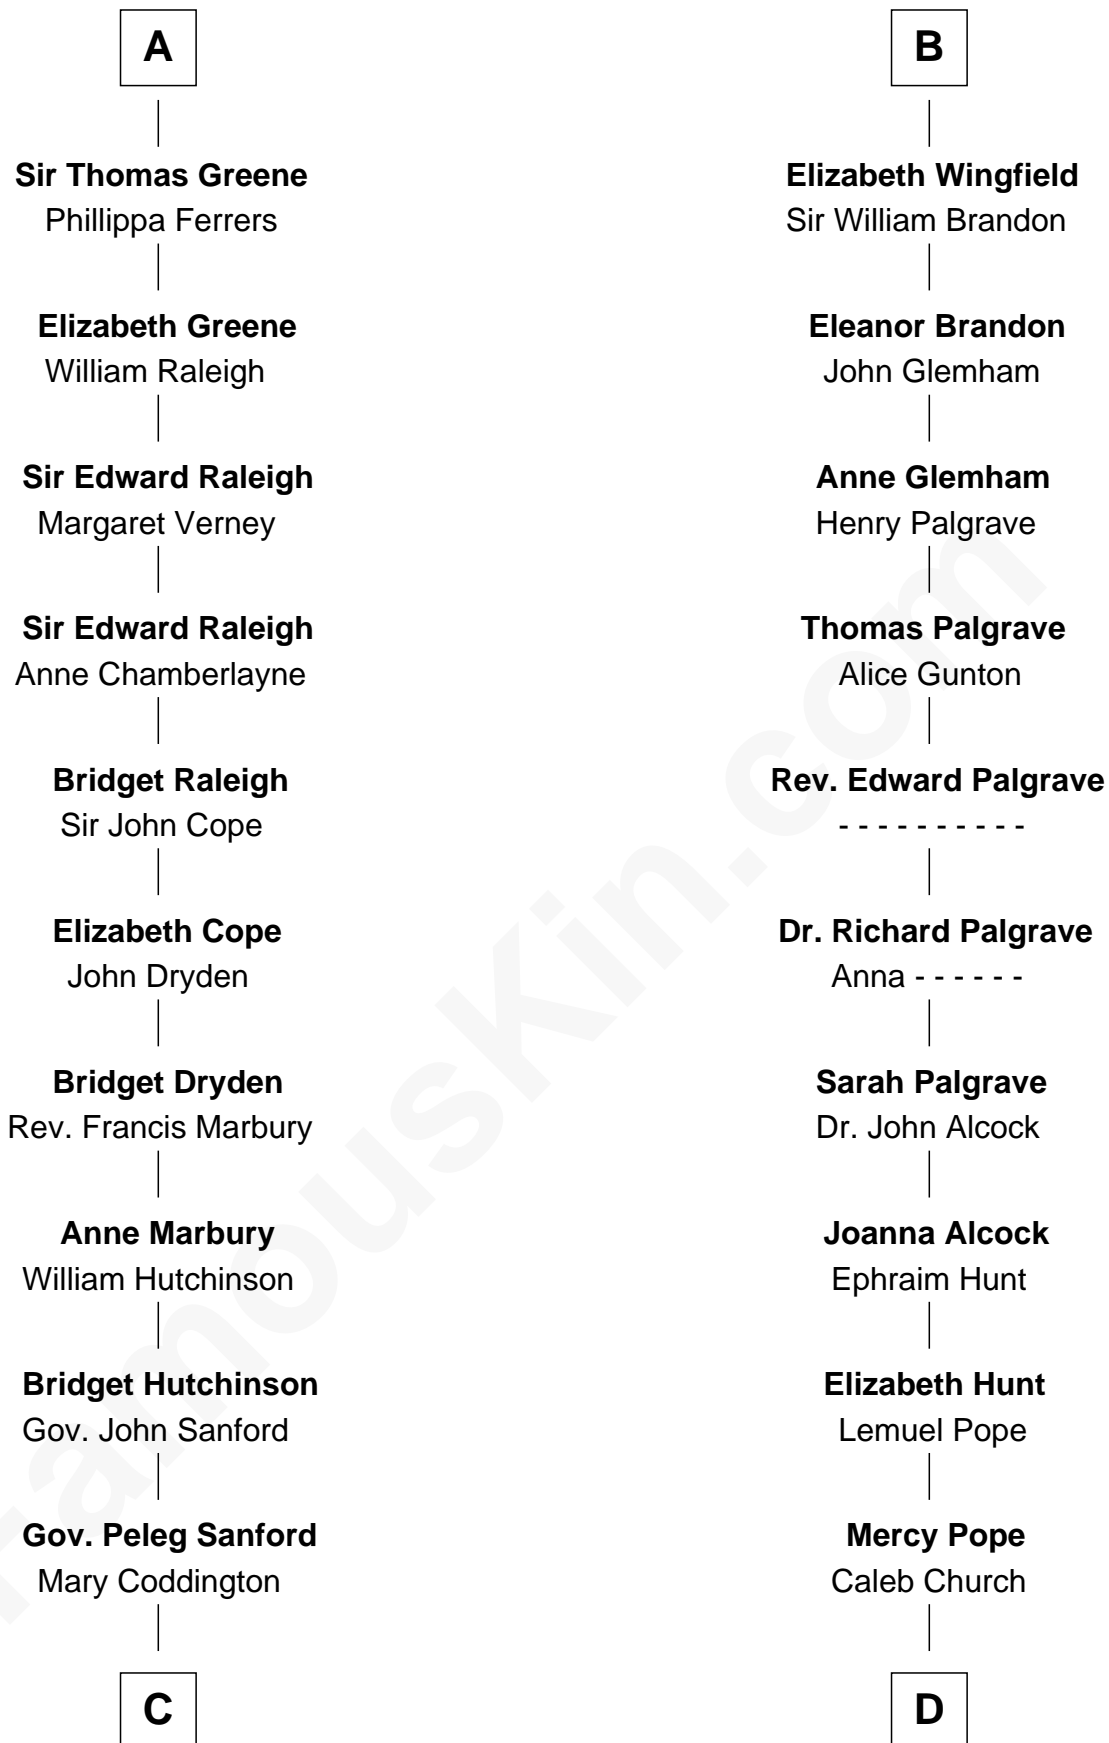 A
Sir Thomas Greene
Phillippa Ferrers
Elizabeth Greene
William Raleigh
Sir Edward Raleigh
Margaret Verney
Sir Edward Raleigh
Anne Chamberlayne
Bridget Raleigh
Sir John Cope
Elizabeth Cope
John Dryden
Bridget Dryden
Rev. Francis Marbury
Anne Marbury
William Hutchinson
Bridget Hutchinson
Gov. John Sanford
Gov. Peleg Sanford
Mary Coddington
C
B
Elizabeth Wingfield
Sir William Brandon
Eleanor Brandon
John Glemham
Anne Glemham
Henry Palgrave
Thomas Palgrave
Alice Gunton
Rev. Edward Palgrave
- - - - - - - - - -
Dr. Richard Palgrave
Anna - - - - - -
Sarah Palgrave
Dr. John Alcock
Joanna Alcock
Ephraim Hunt
Elizabeth Hunt
Lemuel Pope
Mercy Pope
Caleb Church
D
FamousKin.com